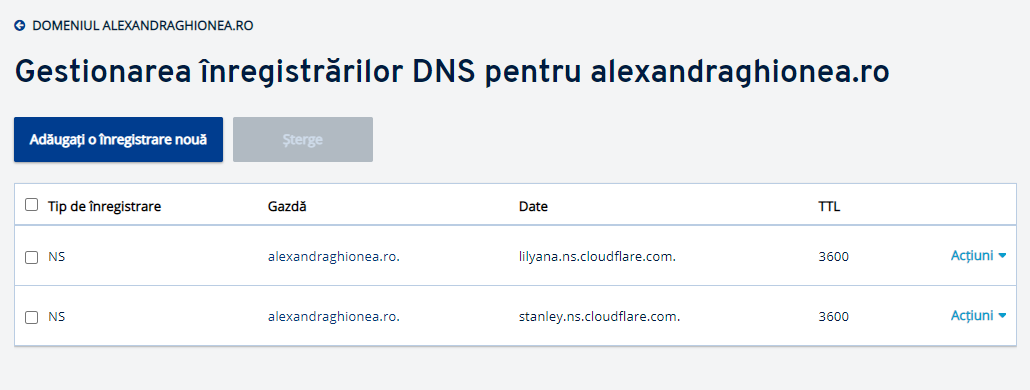 DOMENIUL ALEXANDRAGHIONEA.RO
Gestionarea înregistrărilor DNS pentru alexandraghionea.ro
Adăugați o înregistrare nouă Șterge
Tip de înregistrare Gazdă Date TTL
NS alexandraghionea.ro. lilyana.ns.cloudflare.com. 3600 Acțiuni
NS alexandraghionea.ro. stanley.ns.cloudflare.com. 3600 Acțiuni